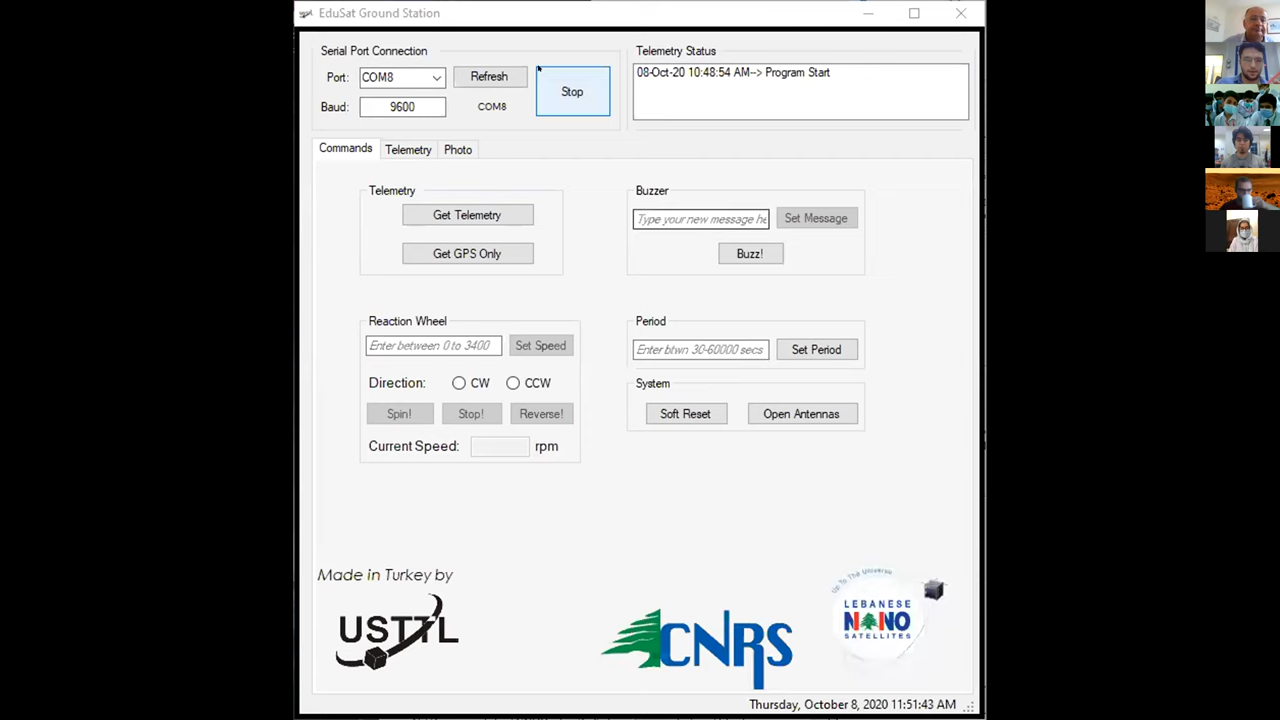 EduSat Ground Station
Serial Port Connection
Port:
COM8
Refresh
Stop
Baud:
9600
COM8
Telemetry Status
08-Oct-20 10:48:54 AM--> Program Start
Commands
Telemetry
Photo
Telemetry
Get Telemetry
Get GPS Only
Buzzer
Type your new message he
Set Message
Buzz!
Reaction Wheel
Enter between 0 to 3400
Set Speed
Direction:
CW
CCW
Spin!
Stop!
Reverse!
Current Speed:
rpm
Period
Enter btwn 30-60000 secs
Set Period
System
Soft Reset
Open Antennas
Made in Turkey by
USTTL
CNRS
Up To The Universe
LEBANESE
NANO
SATELLITES
Thursday, October 8, 2020 11:51:43 AM